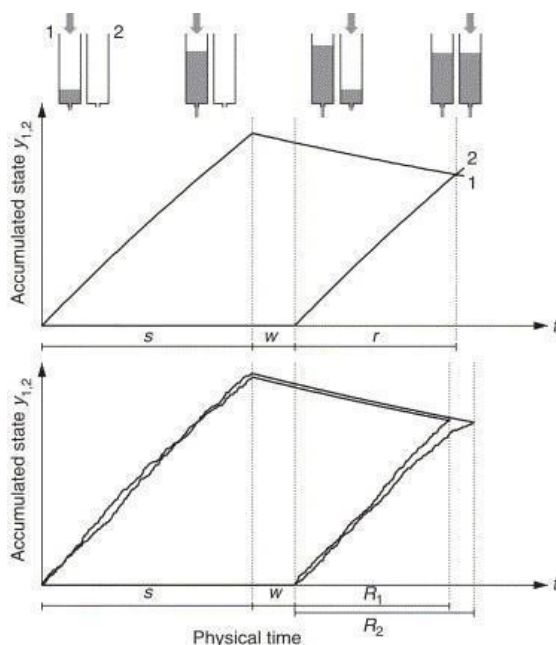 1 2
Accumulated state y1,2
2
1
t
s w r
Accumulated state y1,2
t
s w R1
R2
Physical time